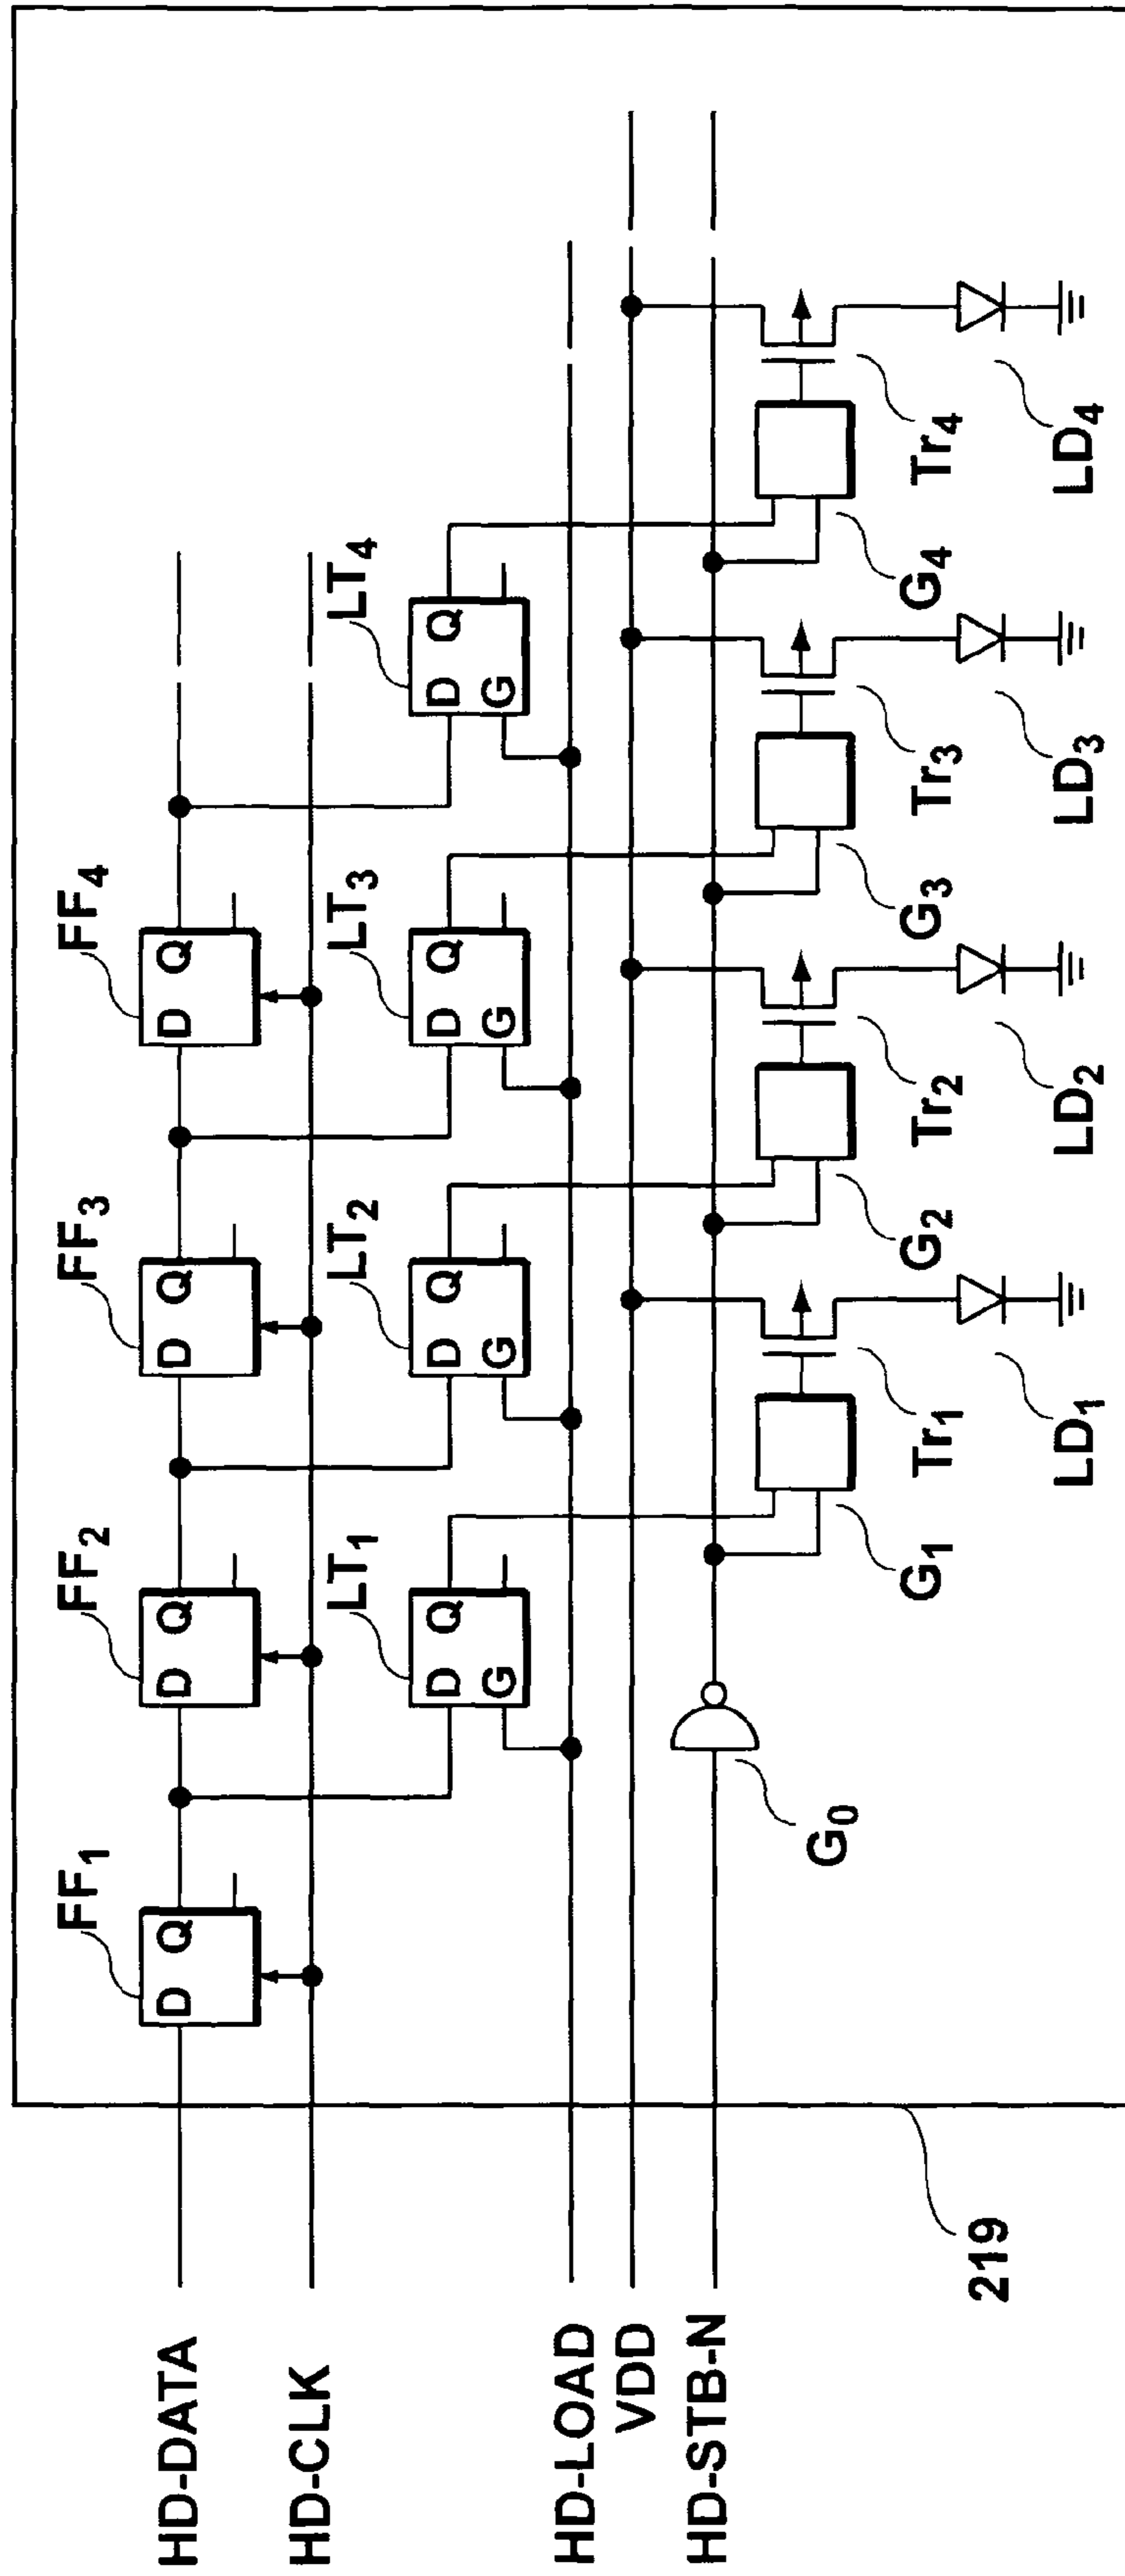 HD-DATA
HD-CLK
HD-LOAD
VDD
HD-STB-N
219
FF1
FF2
FF3
FF4
D Q
D Q
D Q
D Q
LT1
LT2
LT3
LT4
D Q
G
D Q
G
D Q
G
D Q
G
G0
G1
G2
G3
G4
Tr1
Tr2
Tr3
Tr4
LD1
LD2
LD3
LD4